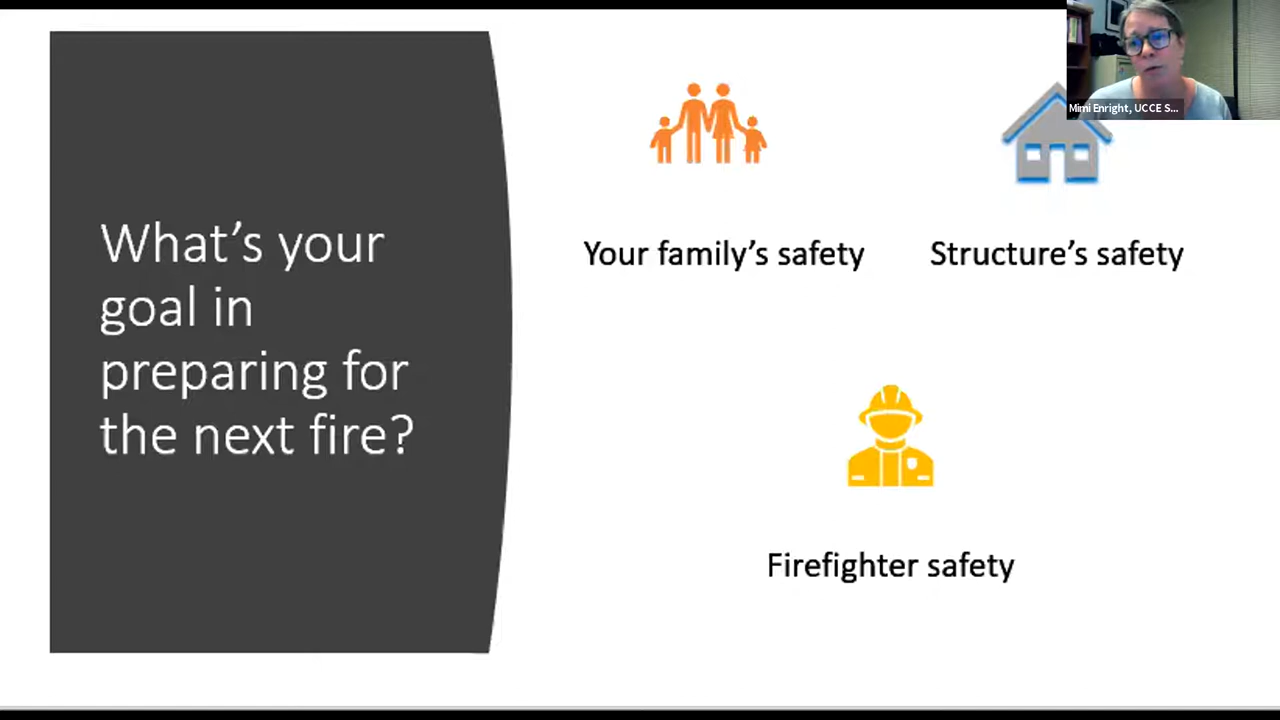 What’s your
goal in
preparing for
the next fire?
Your family’s safety
Structure’s safety
Firefighter safety
Mimi Enright, UCCE S...